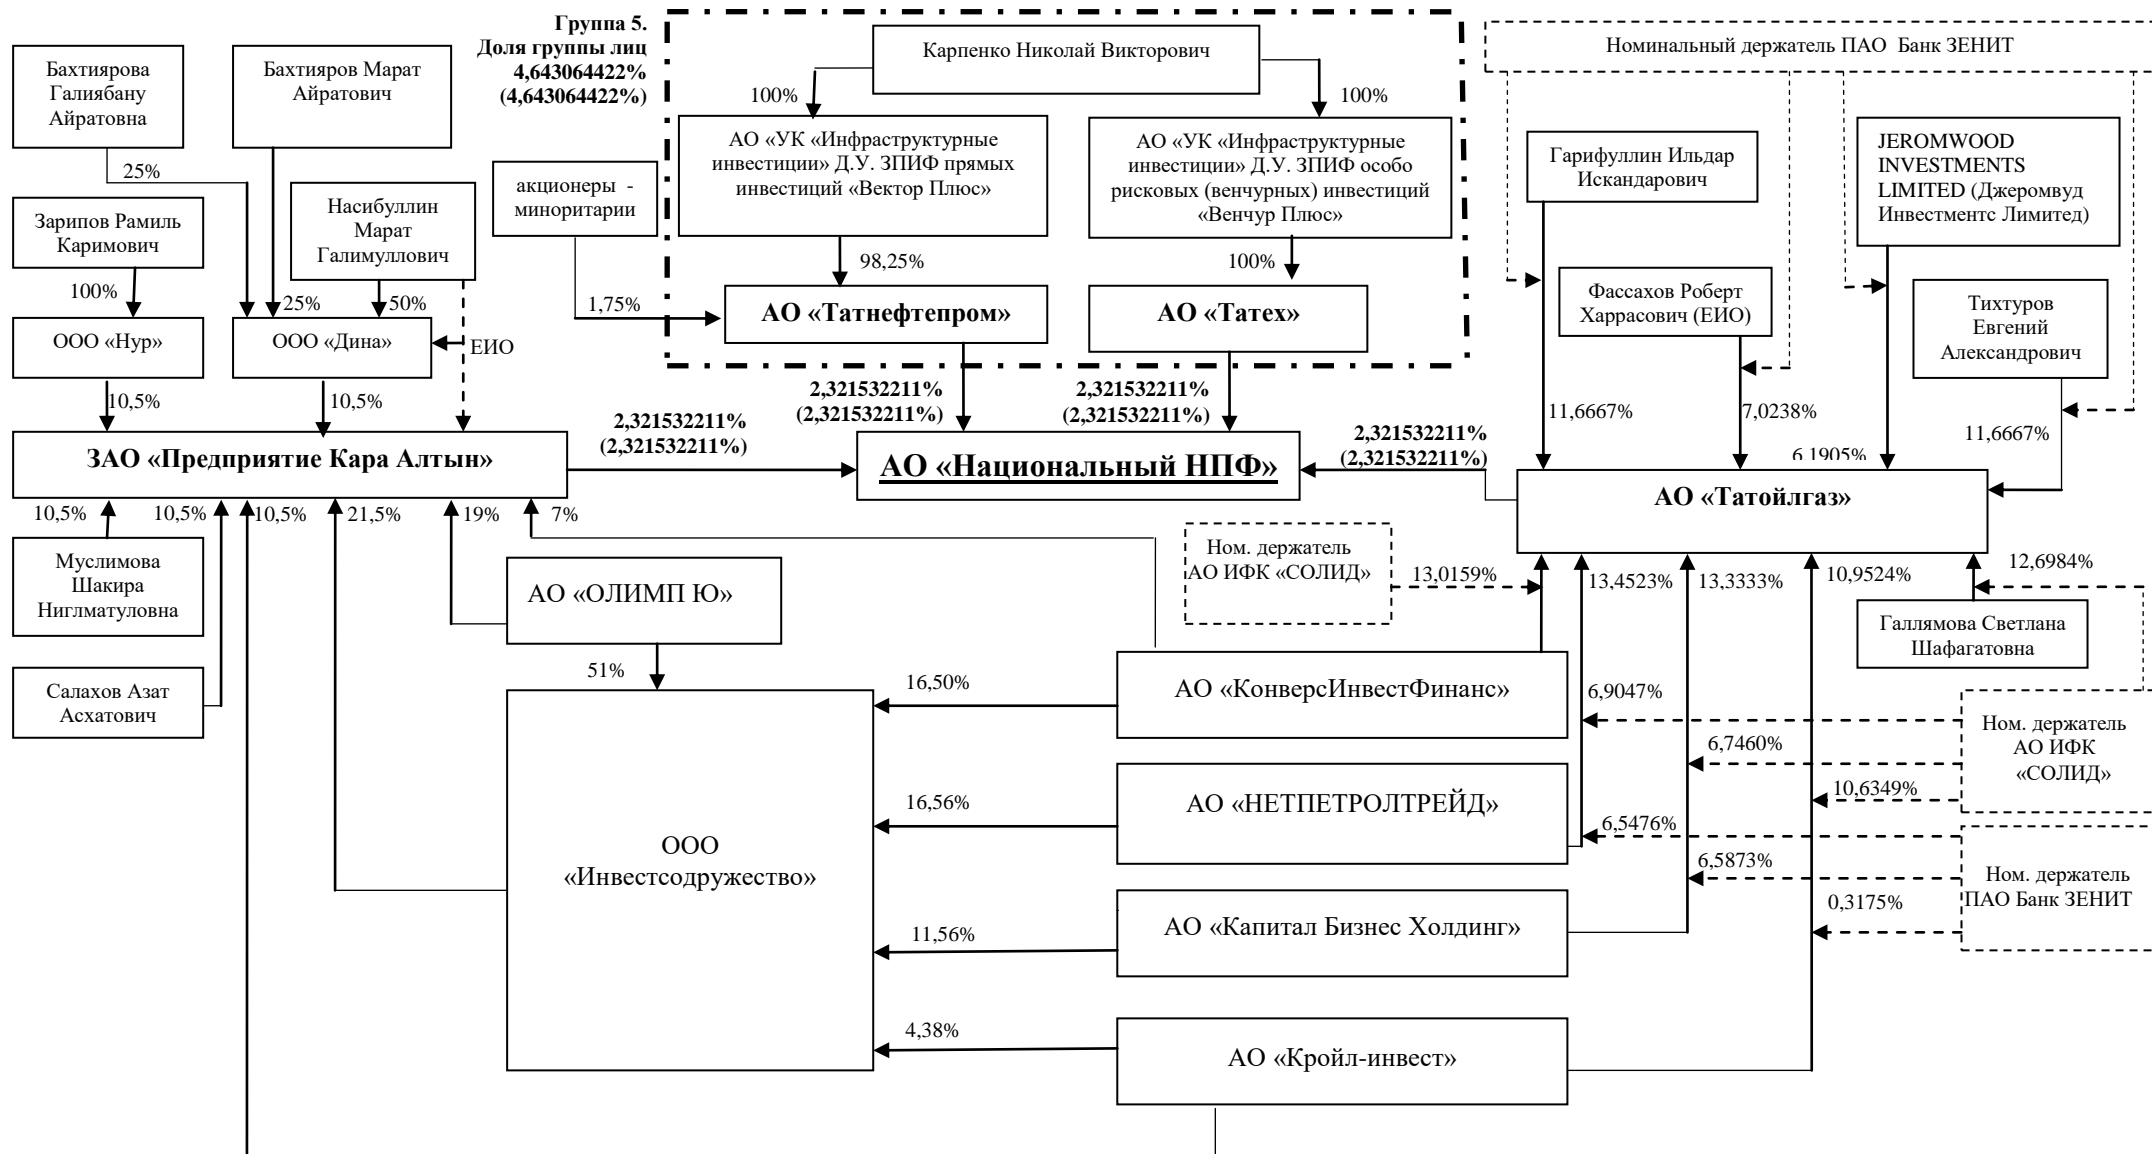 Группа 5.
Доля группы лиц
4,643064422%
(4,643064422%)
Карпенко Николай Викторович
Номинальный держатель ПАО Банк ЗЕНИТ
Бахтиярова
Галиябану
Айратовна
Бахтияров Марат
Айратович
100%
100%
АО «УК «Инфраструктурные
инвестиции» Д.У. ЗПИФ прямых
инвестиций «Вектор Плюс»
АО «УК «Инфраструктурные
инвестиции» Д.У. ЗПИФ особо
рисковых (венчурных) инвестиций
«Венчур Плюс»
Гарифуллин Ильдар
Искандарович
JEROMWOOD
INVESTMENTS
LIMITED (Джеромвуд
Инвестментс Лимитед)
25%
Зарипов Рамиль
Каримович
Насибуллин
Марат
Галимуллович
акционеры -
миноритарии
98,25%
100%
Фассахов Роберт
Харрасович (ЕИО)
Тихтуров
Евгений
Александрович
100%
25%
50%
1,75%
АО «Татнефтепром»
АО «Татех»
ООО «Нур»
ООО «Дина»
ЕИО
10,5%
10,5%
2,321532211%
(2,321532211%)
2,321532211%
(2,321532211%)
2,321532211%
(2,321532211%)
2,321532211%
(2,321532211%)
11,6667%
7,0238%
6,1905%
11,6667%
ЗАО «Предприятие Кара Алтын»
АО «Национальный НПФ»
АО «Татойлгаз»
10,5%
10,5%
10,5%
21,5%
19%
7%
Муслимова
Шакира
Ниглматуловна
АО «ОЛИМП Ю»
Ном. держатель
АО ИФК «СОЛИД»
13,0159%
13,4523%
13,3333%
10,9524%
12,6984%
Галлямова Светлана
Шафагатовна
Салахов Азат
Асхатович
51%
16,50%
АО «КонверсИнвестФинанс»
6,9047%
6,7460%
10,6349%
Ном. держатель
АО ИФК
«СОЛИД»
16,56%
АО «НЕТПЕТРОЛТРЕЙД»
6,5476%
6,5873%
0,3175%
Ном. держатель
ПАО Банк ЗЕНИТ
ООО
«Инвестсодружество»
11,56%
АО «Капитал Бизнес Холдинг»
4,38%
АО «Кройл-инвест»